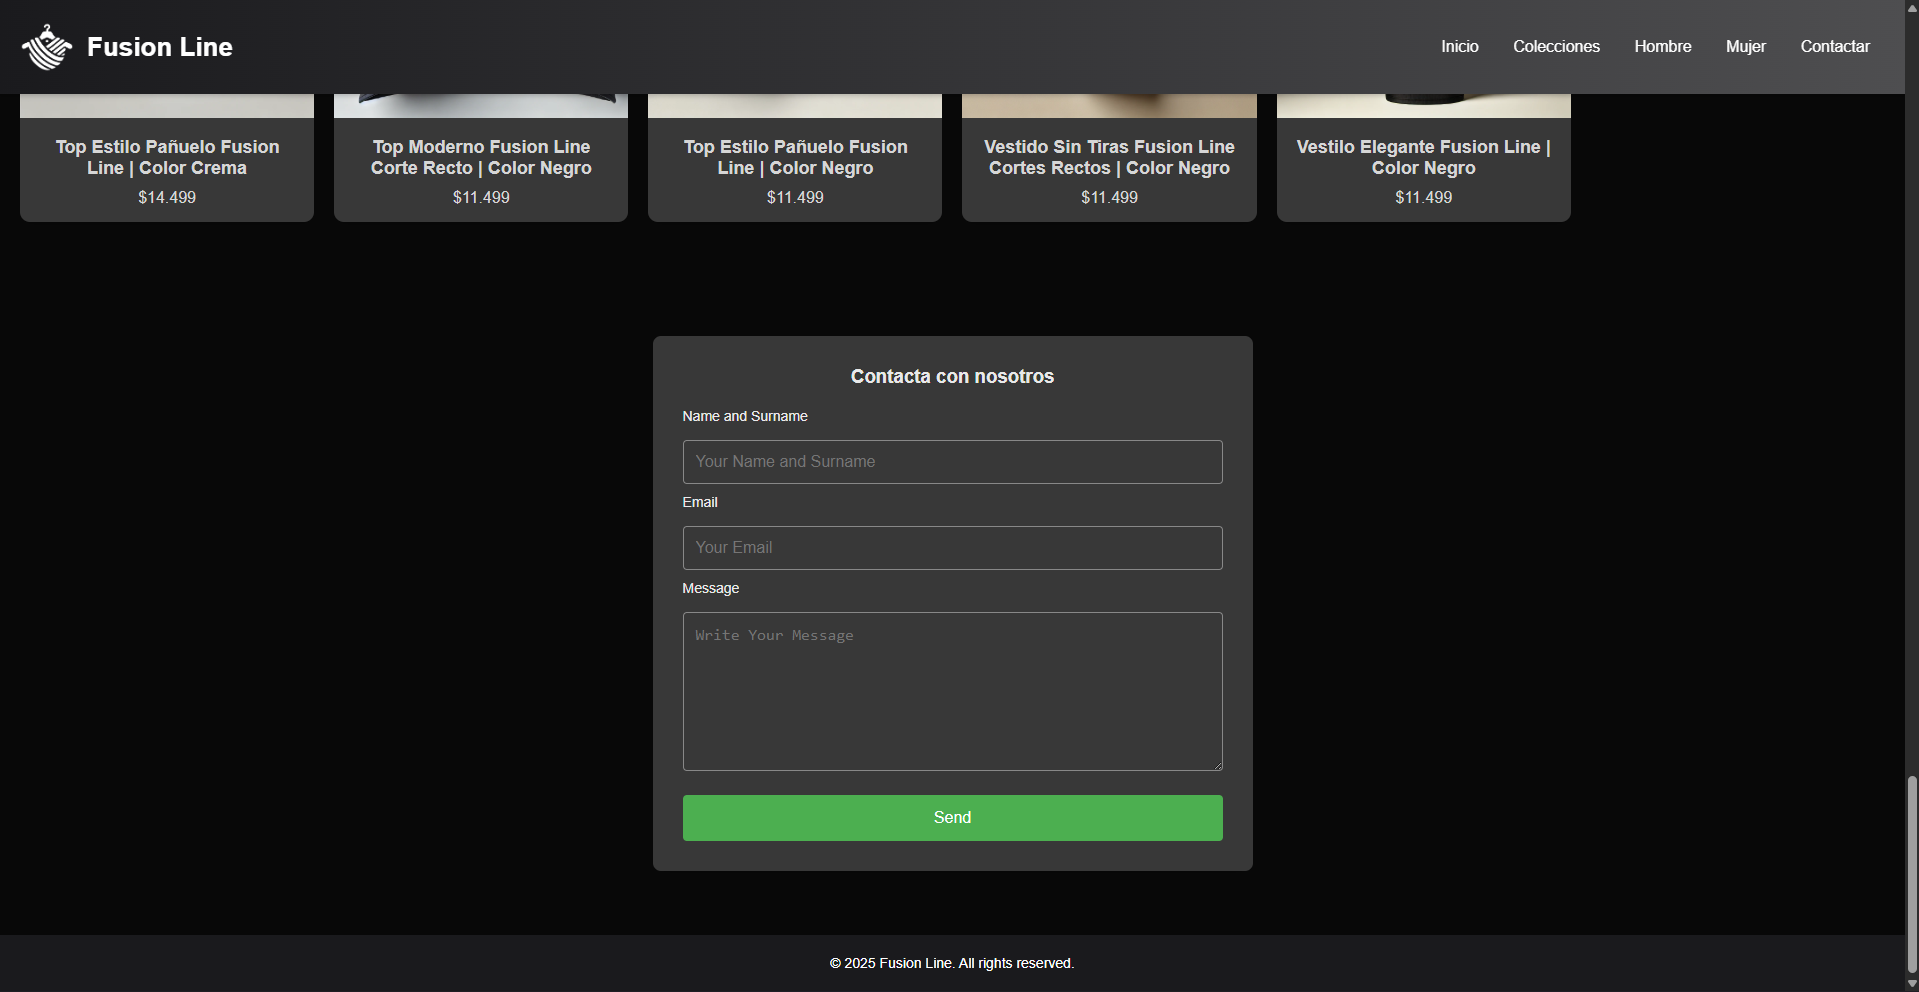 Fusion Line
Inicio
Colecciones
Hombre
Mujer
Contactar
Top Estilo Pañuelo Fusion
Line | Color Crema
$14.499
Top Moderno Fusion Line
Corte Recto | Color Negro
$11.499
Top Estilo Pañuelo Fusion
Line | Color Negro
$11.499
Vestido Sin Tiras Fusion Line
Cortes Rectos | Color Negro
$11.499
Vestilo Elegante Fusion Line |
Color Negro
$11.499
Contacta con nosotros
Name and Surname
Your Name and Surname
Email
Your Email
Message
Write Your Message
Send
© 2025 Fusion Line. All rights reserved.